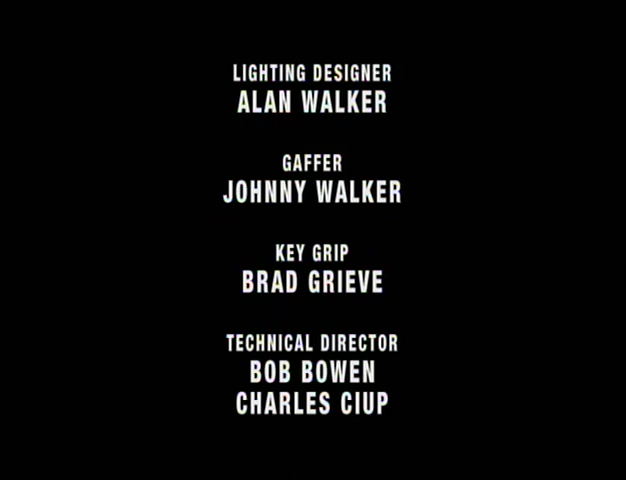 LIGHTING DESIGNER
ALAN WALKER
GAFFER
JOHNNY WALKER
KEY GRIP
BRAD GRIEVE
TECHNICAL DIRECTOR
BOB BOWEN
CHARLES CIUP